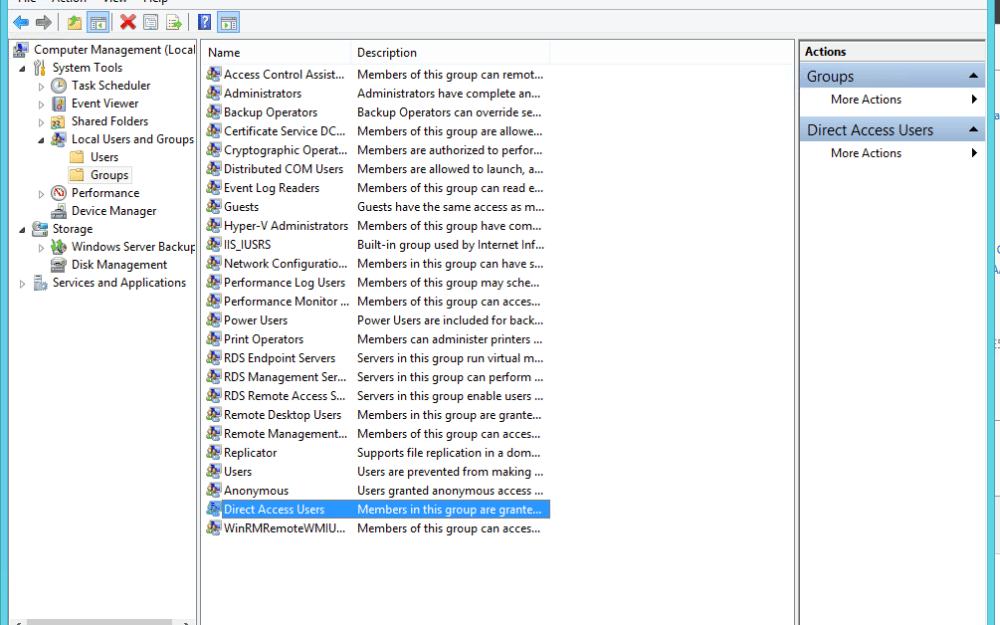 File Action View Help
Computer Management (Local
System Tools
Task Scheduler
Event Viewer
Shared Folders
Local Users and Groups
Users
Groups
Performance
Device Manager
Storage
Windows Server Backup
Disk Management
Services and Applications
Name Description
Access Control Assist... Members of this group can remot...
Administrators Administrators have complete an...
Backup Operators Backup Operators can override se...
Certificate Service DC... Members of this group are allowe...
Cryptographic Operat... Members are authorized to perfor...
Distributed COM Users Members are allowed to launch, a...
Event Log Readers Members of this group can read e...
Guests Guests have the same access as m...
Hyper-V Administrators Members of this group have com...
IIS_IUSRS Built-in group used by Internet Inf...
Network Configuratio... Members in this group can have s...
Performance Log Users Members of this group may sche...
Performance Monitor ... Members of this group can acces...
Power Users Power Users are included for back...
Print Operators Members can administer printers ...
RDS Endpoint Servers Servers in this group run virtual m...
RDS Management Ser... Servers in this group can perform ...
RDS Remote Access S... Servers in this group enable users ...
Remote Desktop Users Members in this group are grante...
Remote Management... Members of this group can acces...
Replicator Supports file replication in a dom...
Users Users are prevented from making ...
Anonymous Users granted anonymous access ...
Direct Access Users Members in this group are grante...
WinRMRemoteWMIU... Members of this group can acces...
Actions
Groups
More Actions
Direct Access Users
More Actions